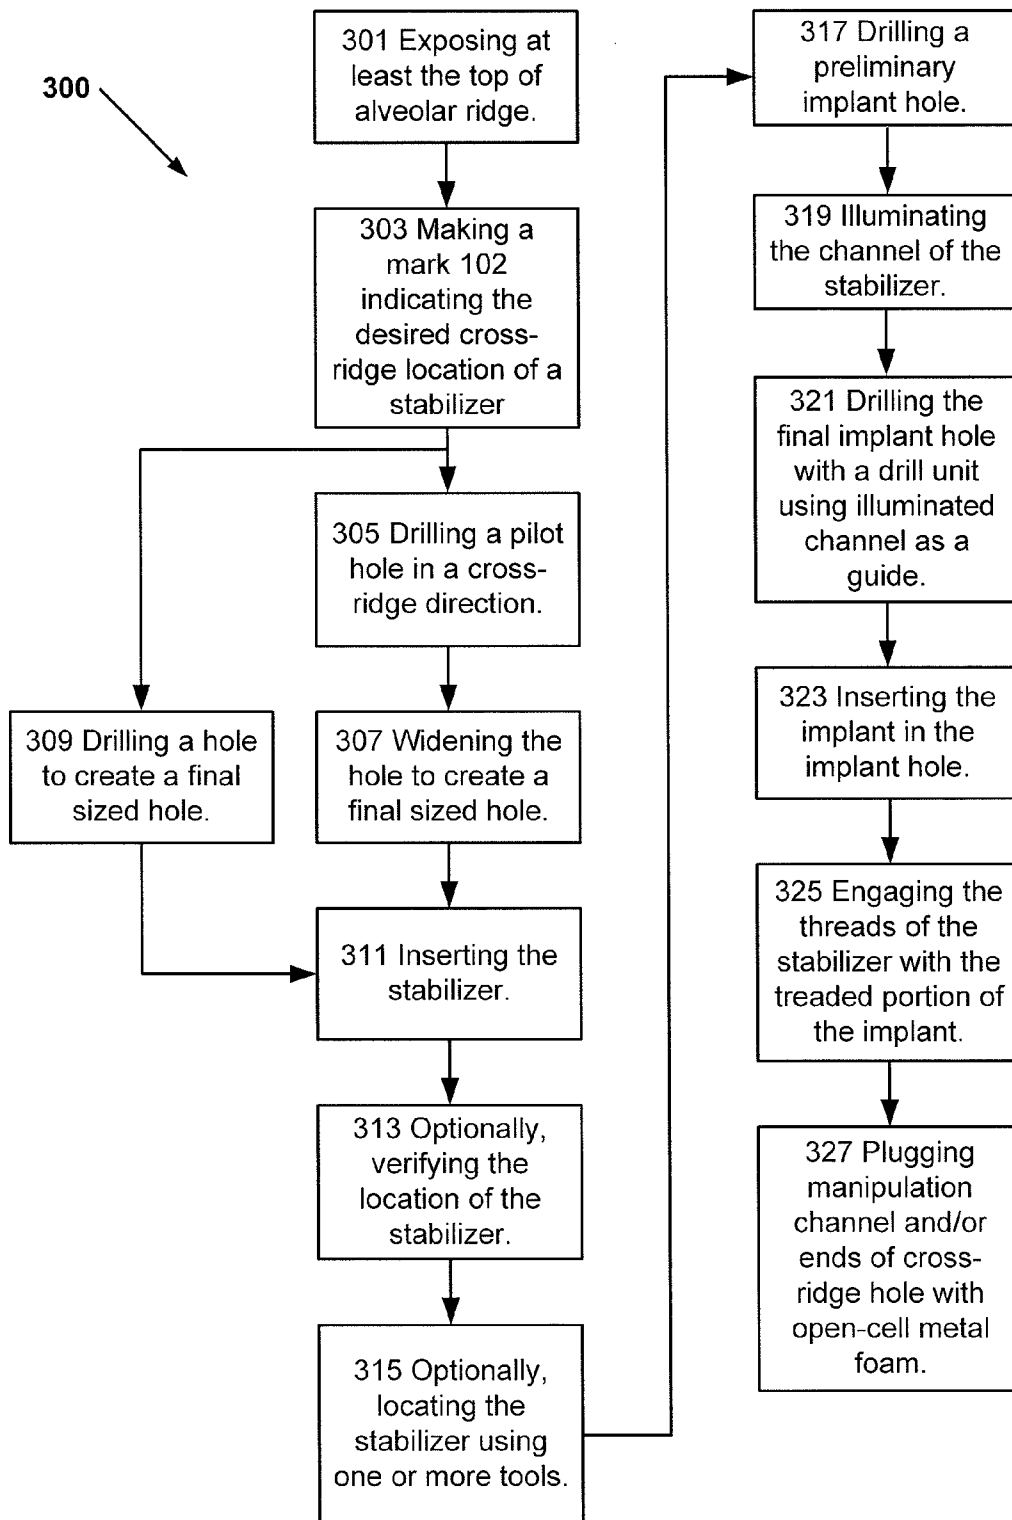 300
301 Exposing at
least the top of
alveolar ridge.
303 Making a
mark 102
indicating the
desired cross-
ridge location of a
stabilizer
305 Drilling a pilot
hole in a cross-
ridge direction.
309 Drilling a hole
to create a final
sized hole.
307 Widening the
hole to create a
final sized hole.
311 Inserting the
stabilizer.
313 Optionally,
verifying the
location of the
stabilizer.
315 Optionally,
locating the
stabilizer using
one or more tools.
317 Drilling a
preliminary
implant hole.
319 Illuminating
the channel of the
stabilizer.
321 Drilling the
final implant hole
with a drill unit
using illuminated
channel as a
guide.
323 Inserting the
implant in the
implant hole.
325 Engaging the
threads of the
stabilizer with the
treaded portion of
the implant.
327 Plugging
manipulation
channel and/or
ends of cross-
ridge hole with
open-cell metal
foam.